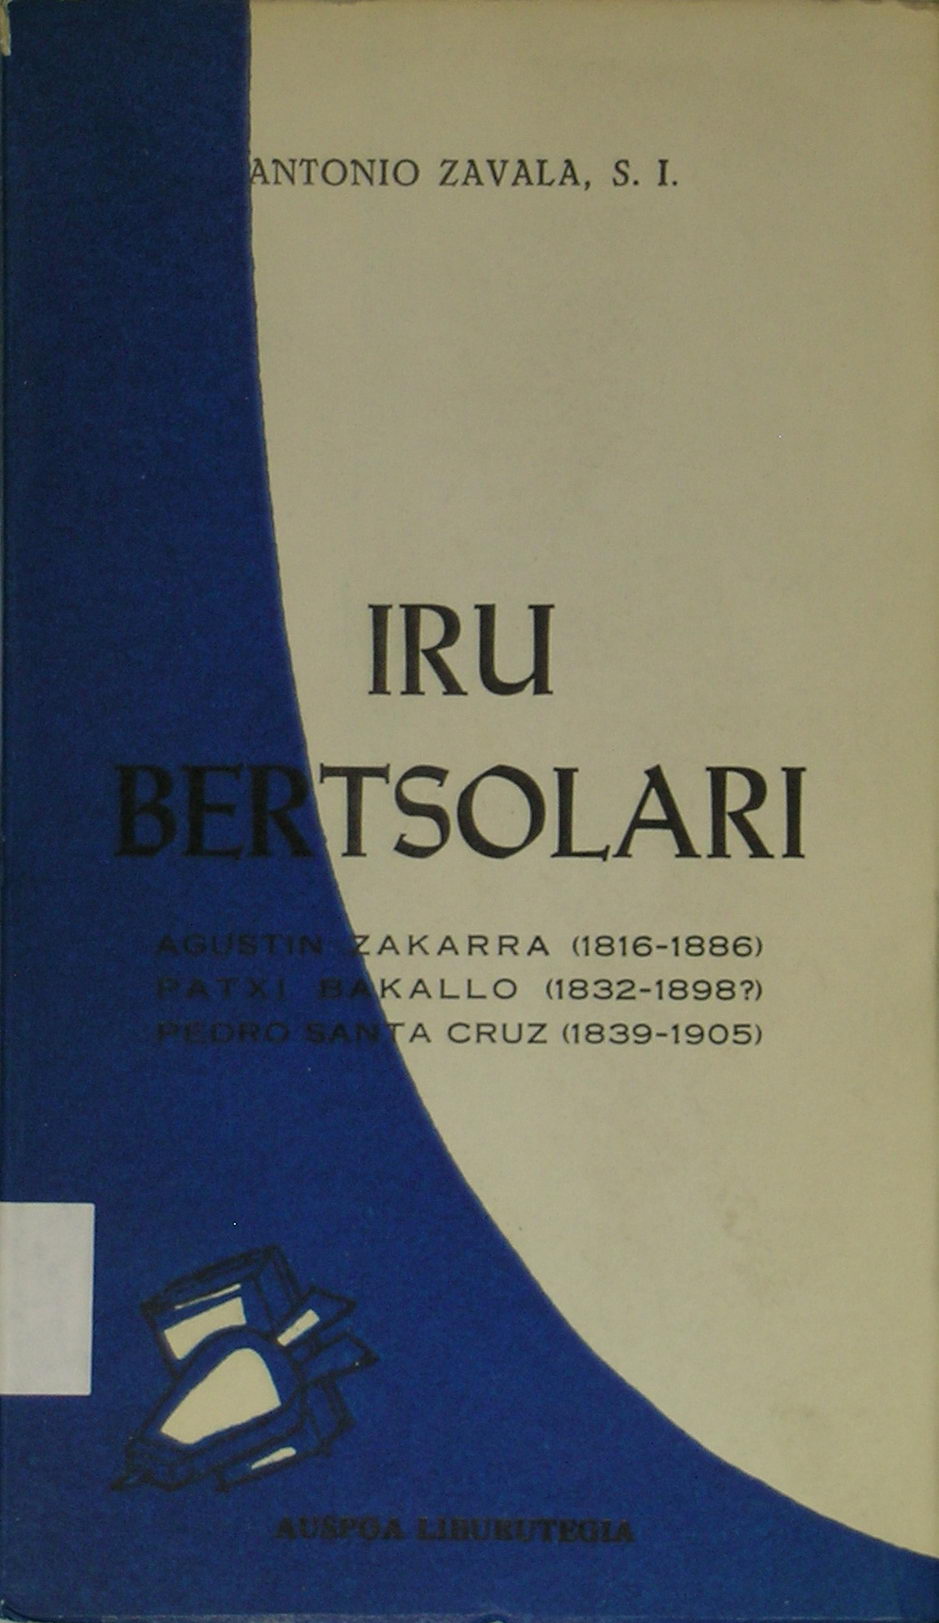 ANTONIO ZAVALA, S. I.
IRU
BERTSOLARI
AGUSTIN ZAKARRA (1816-1886)
PATXI BAKALLO (1832-1898?)
PEDRO SANTA CRUZ (1839-1905)
AUSPOA LIBURUTEGIA